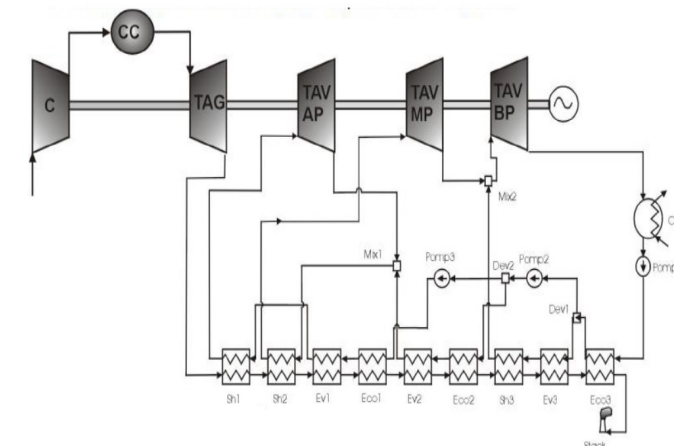 CC
C
TAG
TAV
AP
TAV
MP
TAV
BP
Mix2
Mix1
Pomp3
Dev2
Pomp2
Pomp
Dev1
Sh1
Sh2
Ev1
Eco1
Ev2
Eco2
Sh3
Ev3
Eco3
Stack